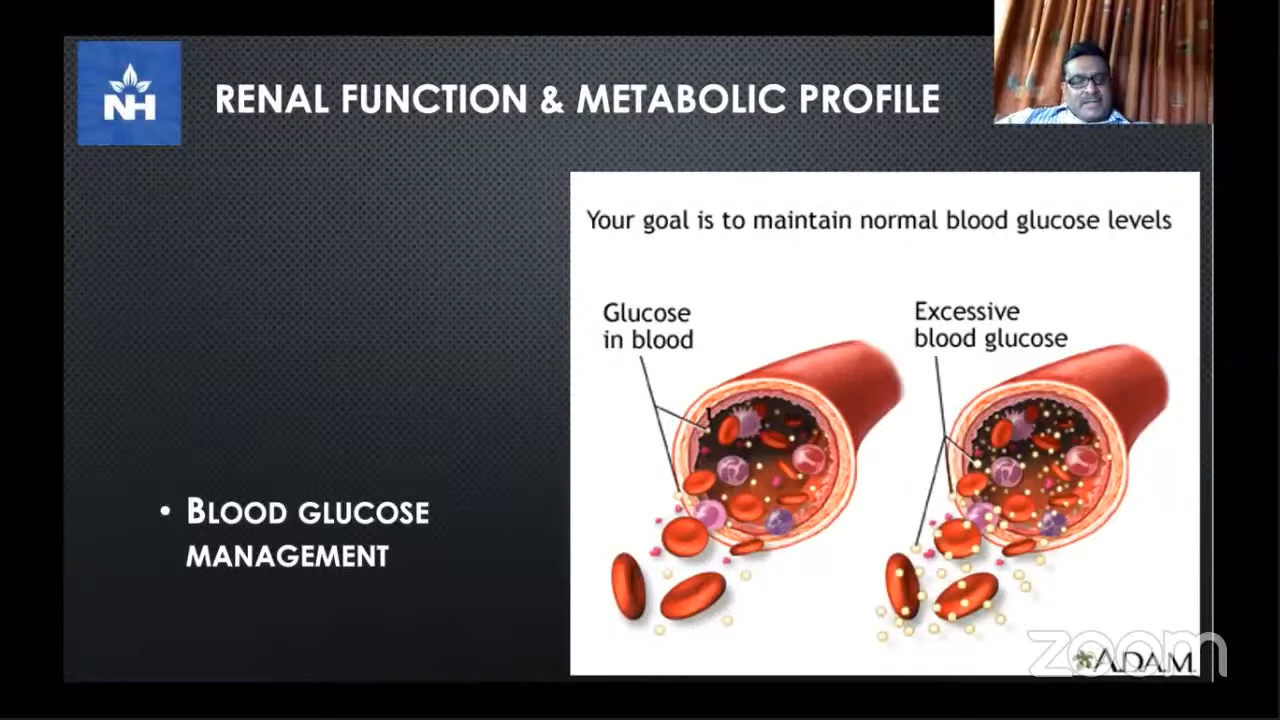 NH
RENAL FUNCTION & METABOLIC PROFILE
Your goal is to maintain normal blood glucose levels
Glucose
in blood
Excessive
blood glucose
• BLOOD GLUCOSE
MANAGEMENT
zoom
A.D.A.M.